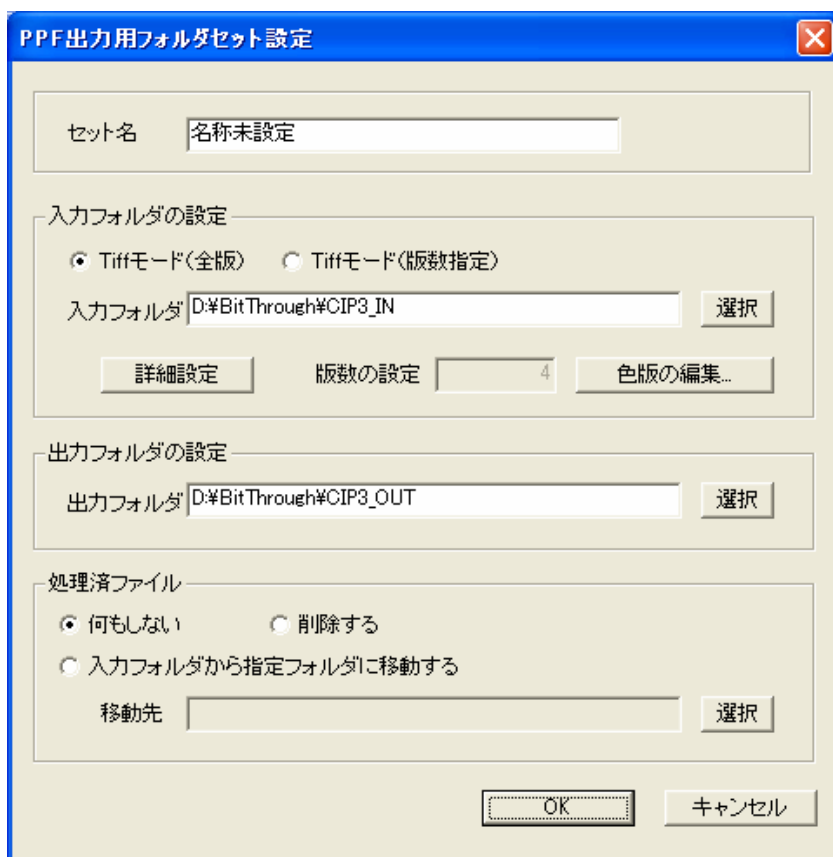 PPF出力用フォルダセット設定
セット名 名称未設定
入力フォルダの設定
Tiffモード(全版) Tiffモード(版数指定)
入力フォルダ D:¥BitThrough¥CIP3_IN 選択
詳細設定 版数の設定 4 色版の編集...
出力フォルダの設定
出力フォルダ D:¥BitThrough¥CIP3_OUT 選択
処理済ファイル
何もしない 削除する
入力フォルダから指定フォルダに移動する
移動先 選択
OK キャンセル